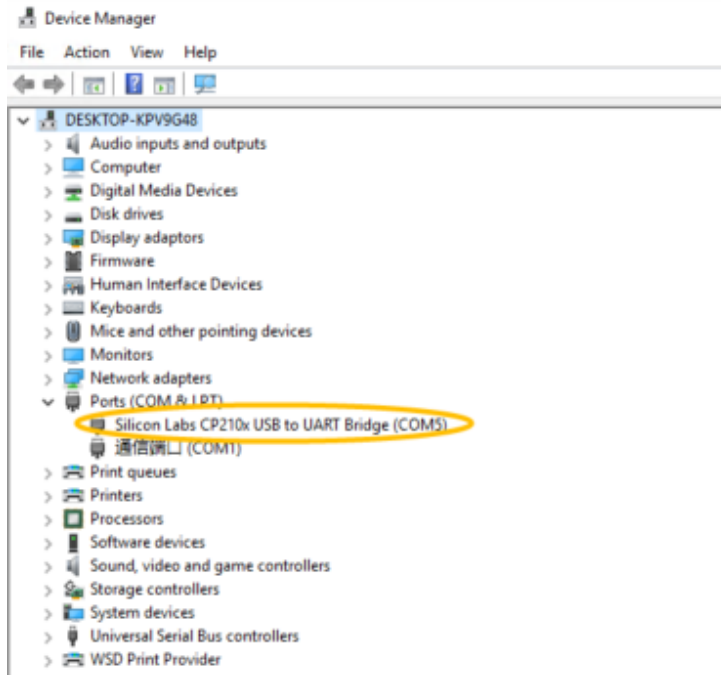 Device Manager
File Action View Help
DESKTOP-KPV9G48
Audio inputs and outputs
Computer
Digital Media Devices
Disk drives
Display adaptors
Firmware
Human Interface Devices
Keyboards
Mice and other pointing devices
Monitors
Network adapters
Ports (COM & LPT)
Silicon Labs CP210x USB to UART Bridge (COM5)
通信端口 (COM1)
Print queues
Printers
Processors
Software devices
Sound, video and game controllers
Storage controllers
System devices
Universal Serial Bus controllers
WSD Print Provider